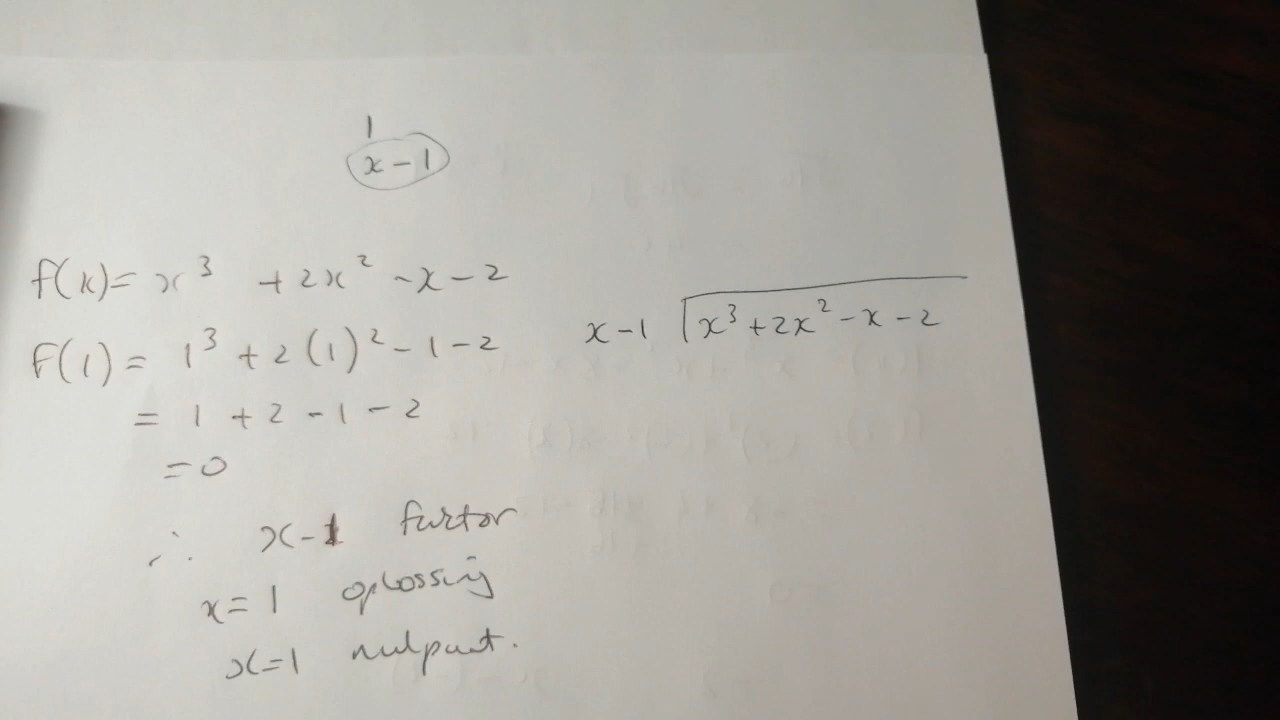 1
x - 1
f(x) = x³ + 2x² - x - 2
f(1) = 1³ + 2(1)² - 1 - 2
= 1 + 2 - 1 - 2
= 0
∴ x - 1 faktor
x = 1 oplossing
x = 1 nulpunt.
x - 1 √x³ + 2x² - x - 2